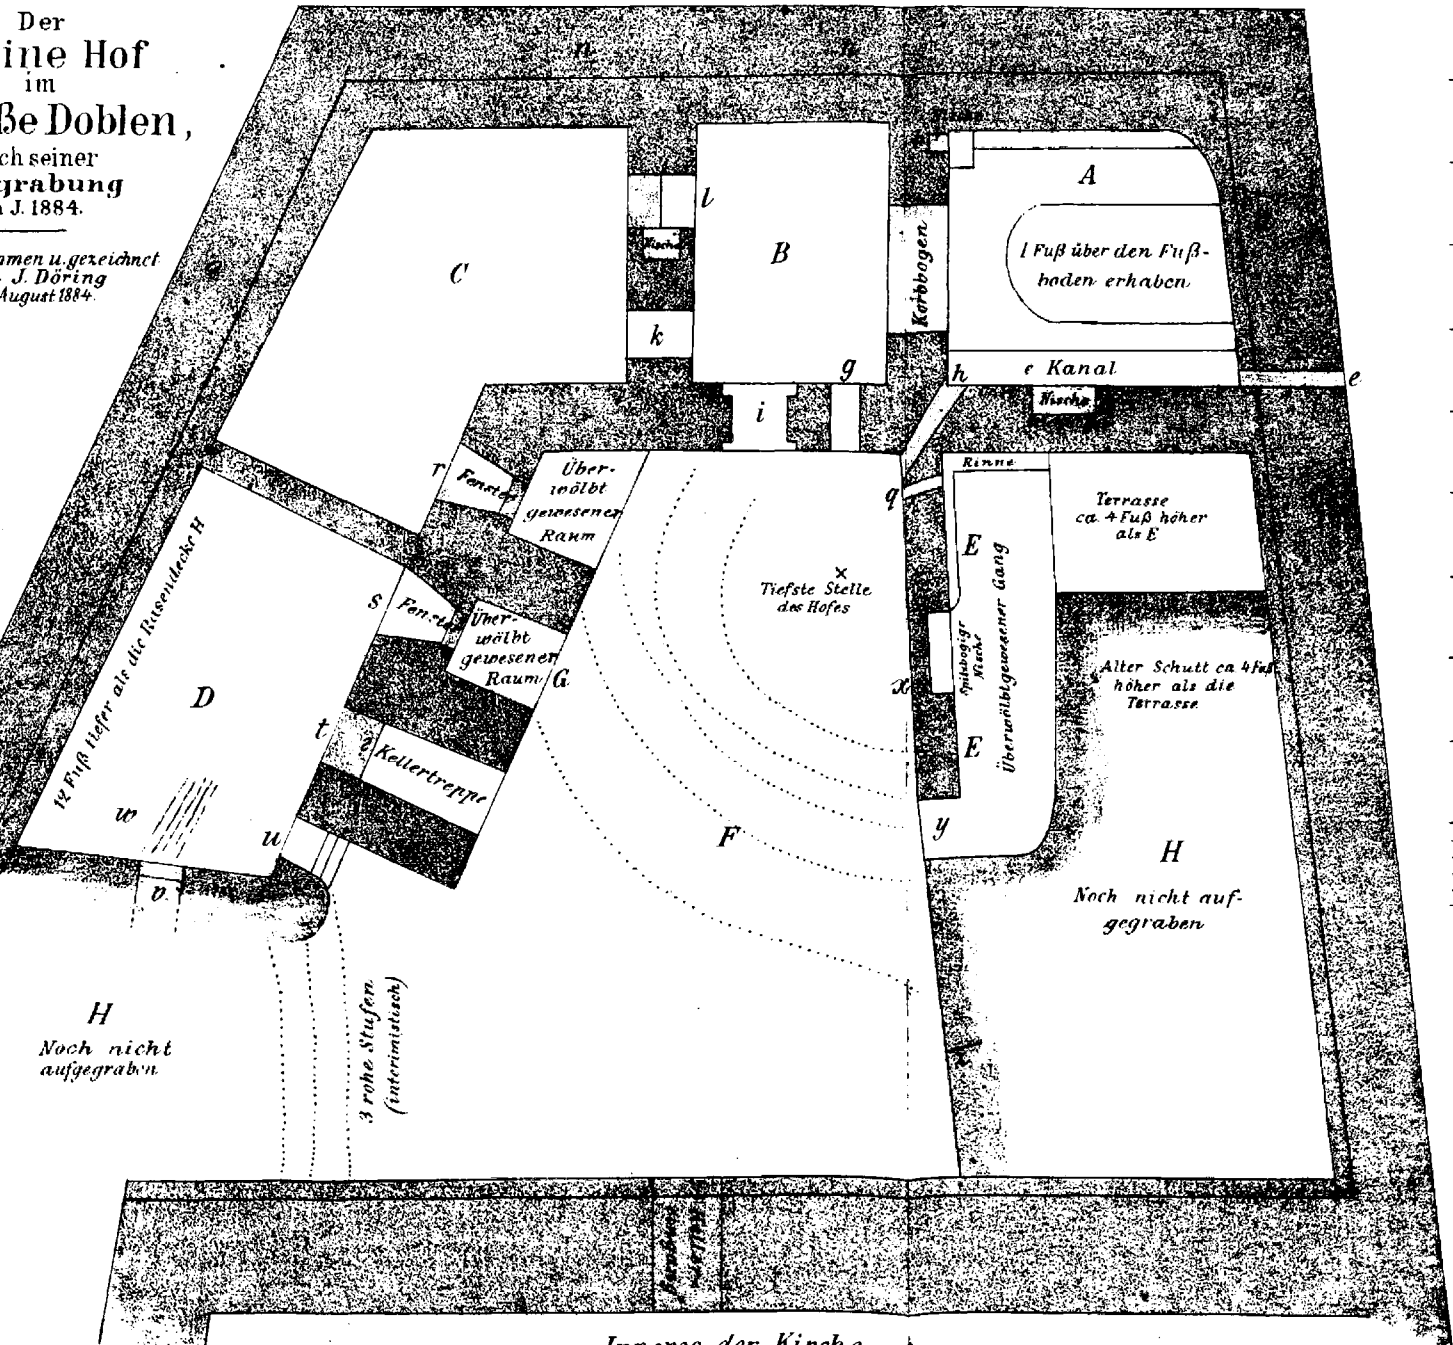 Der
ine Hof
im
ße Doblen,
ch seiner
grabung
J. 1884.
men u. gezeichnet
J. Döring
August 1884.
n
A
1 Fuß über den Fuß-
boden erhaben
l
B
C
Nische
Korbbogen
k
g
h
e Kanal
e
Nische
i
r
Fenster
Über-
wölbt
gewesener
Raum
q
Rinne
Terrasse
ca. 4 Fuß höher
als E
E
Überwölbt gewesener Gang
Spitzbogige
Nische
E
Tiefste Stelle
des Hofes
s
Fenster
Über-
wölbt
gewesener
Raum
G
x
Alter Schutt ca 4 Fuß
höher als die
Terrasse
12 Fuß tiefer als die Rasendecke H
D
t
z
Kellertreppe
w
u
v.
F
y
H
Noch nicht auf-
gegraben
H
Noch nicht
aufgegraben
3 rohe Stufen
(interimistisch)
Inneres der Kirche